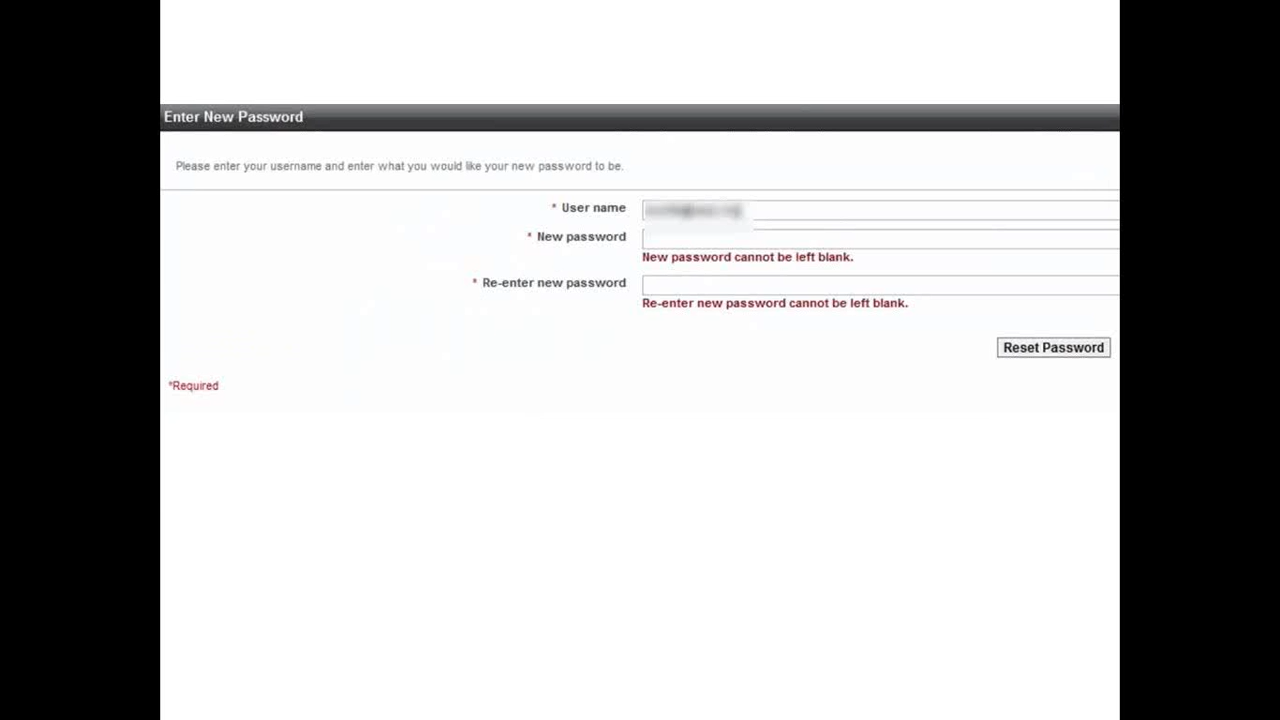 Enter New Password
Please enter your username and enter what you would like your new password to be.
* User name
* New password
New password cannot be left blank.
* Re-enter new password
Re-enter new password cannot be left blank.
Reset Password
*Required